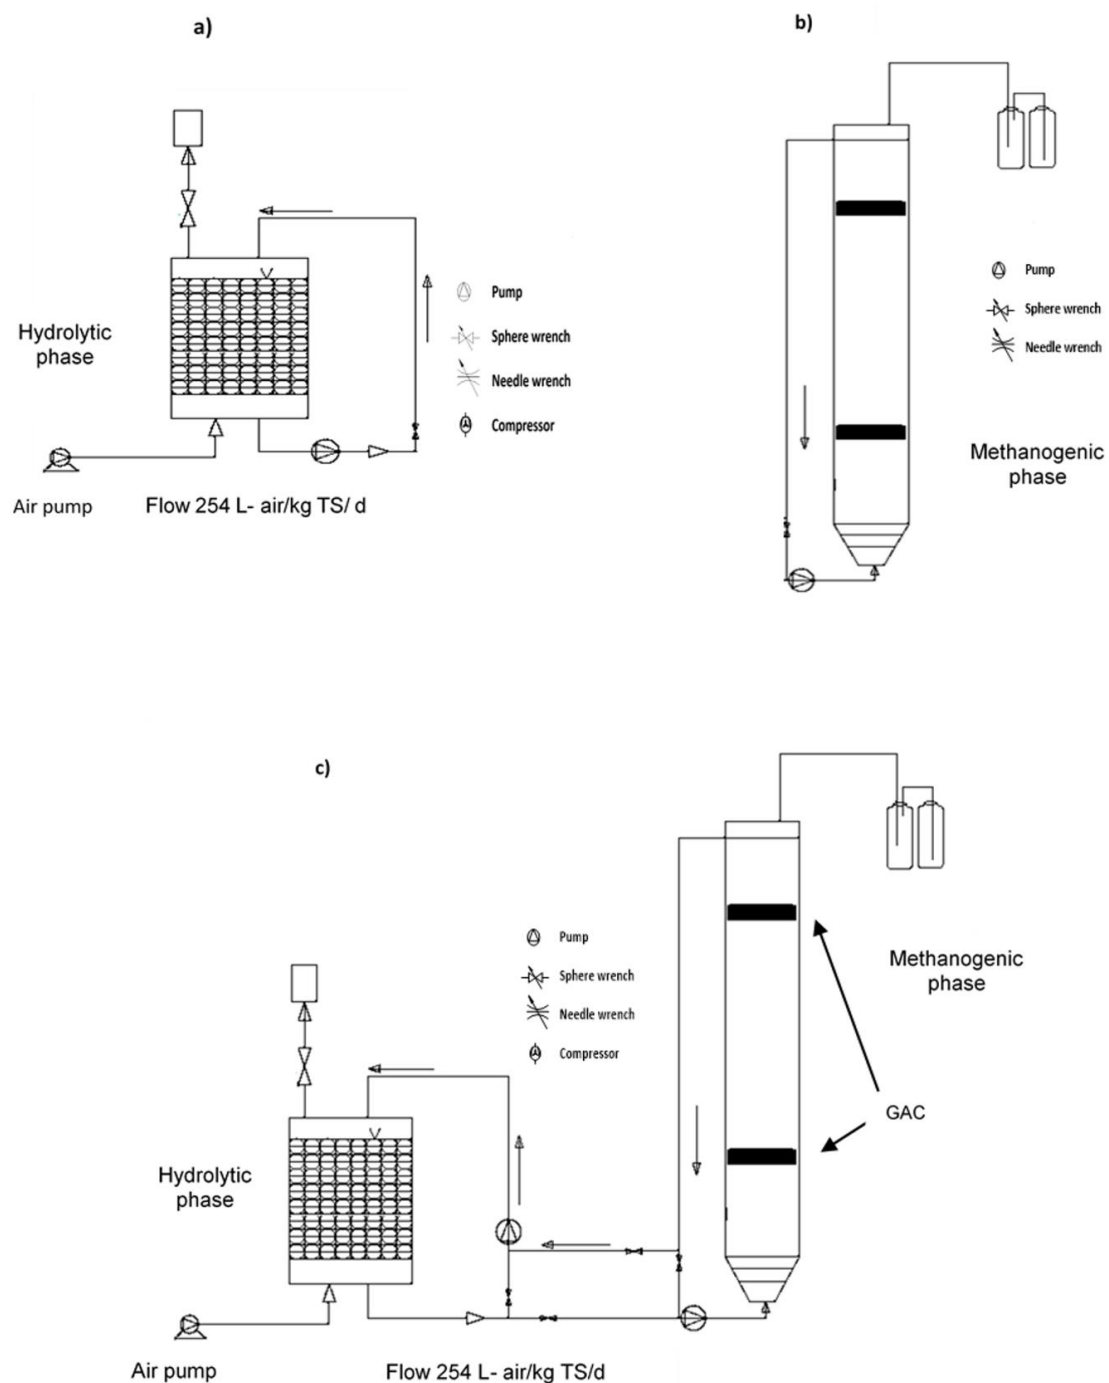 a)
Hydrolytic
phase
Pump
Sphere wrench
Needle wrench
Compressor
Air pump
Flow 254 L- air/kg TS/ d
b)
Pump
Sphere wrench
Needle wrench
Methanogenic
phase
c)
Pump
Sphere wrench
Needle wrench
Compressor
Methanogenic
phase
GAC
Hydrolytic
phase
Air pump
Flow 254 L- air/kg TS/d